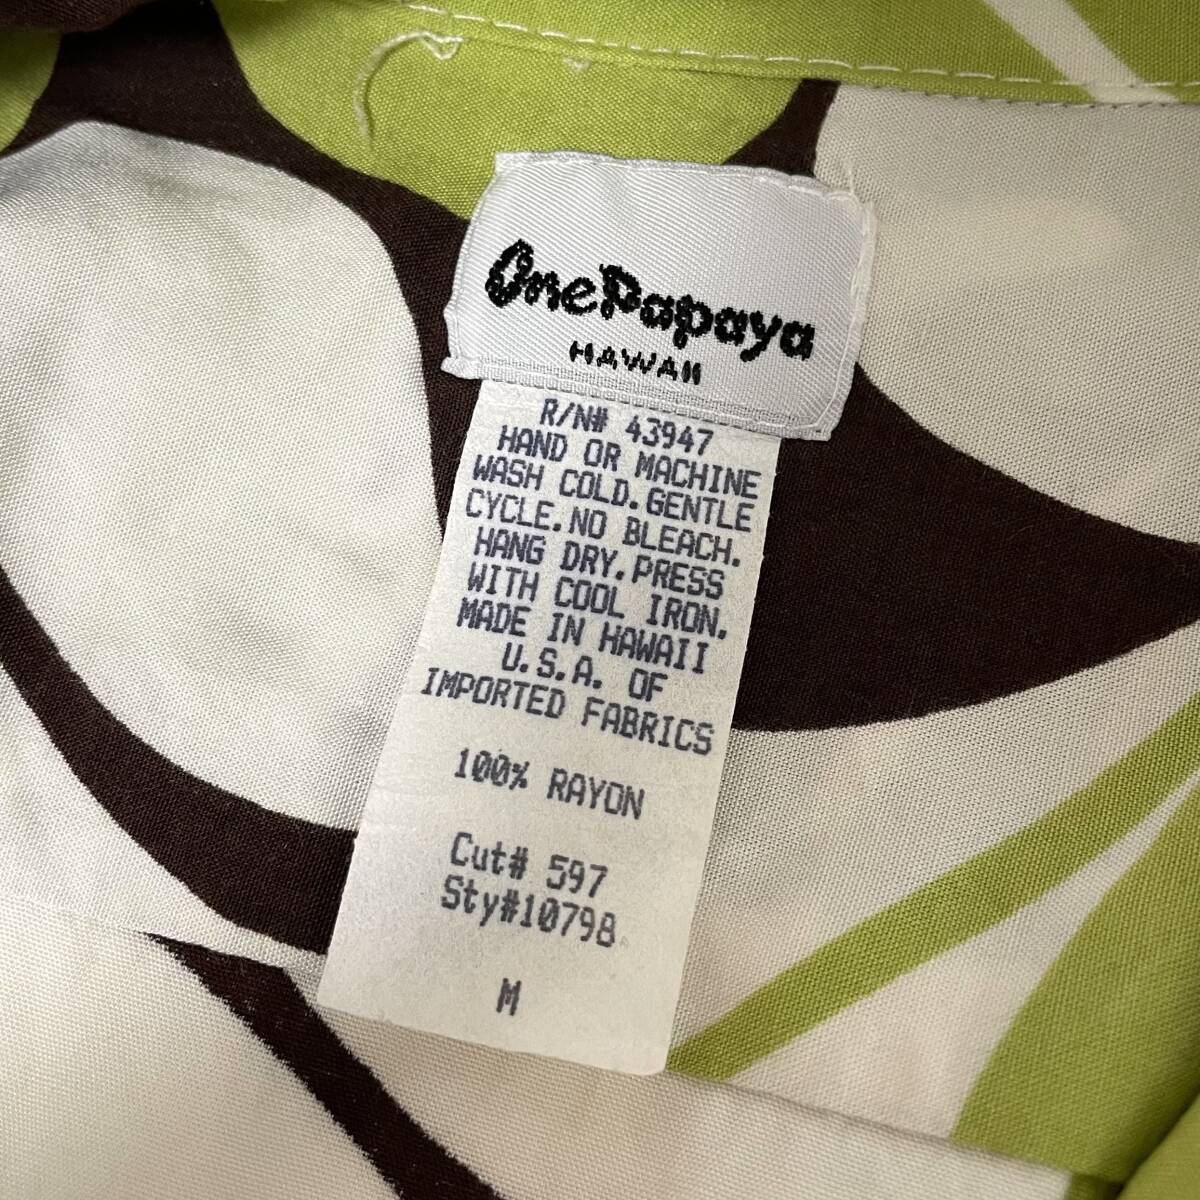 OnePapaya
HAWAII
R/N# 43947
HAND OR MACHINE
WASH COLD.GENTLE
CYCLE.NO BLEACH.
HANG DRY.PRESS
WITH COOL IRON.
MADE IN HAWAII
U.S.A. OF
IMPORTED FABRICS
100% RAYON
Cut# 597
Sty#10798
M